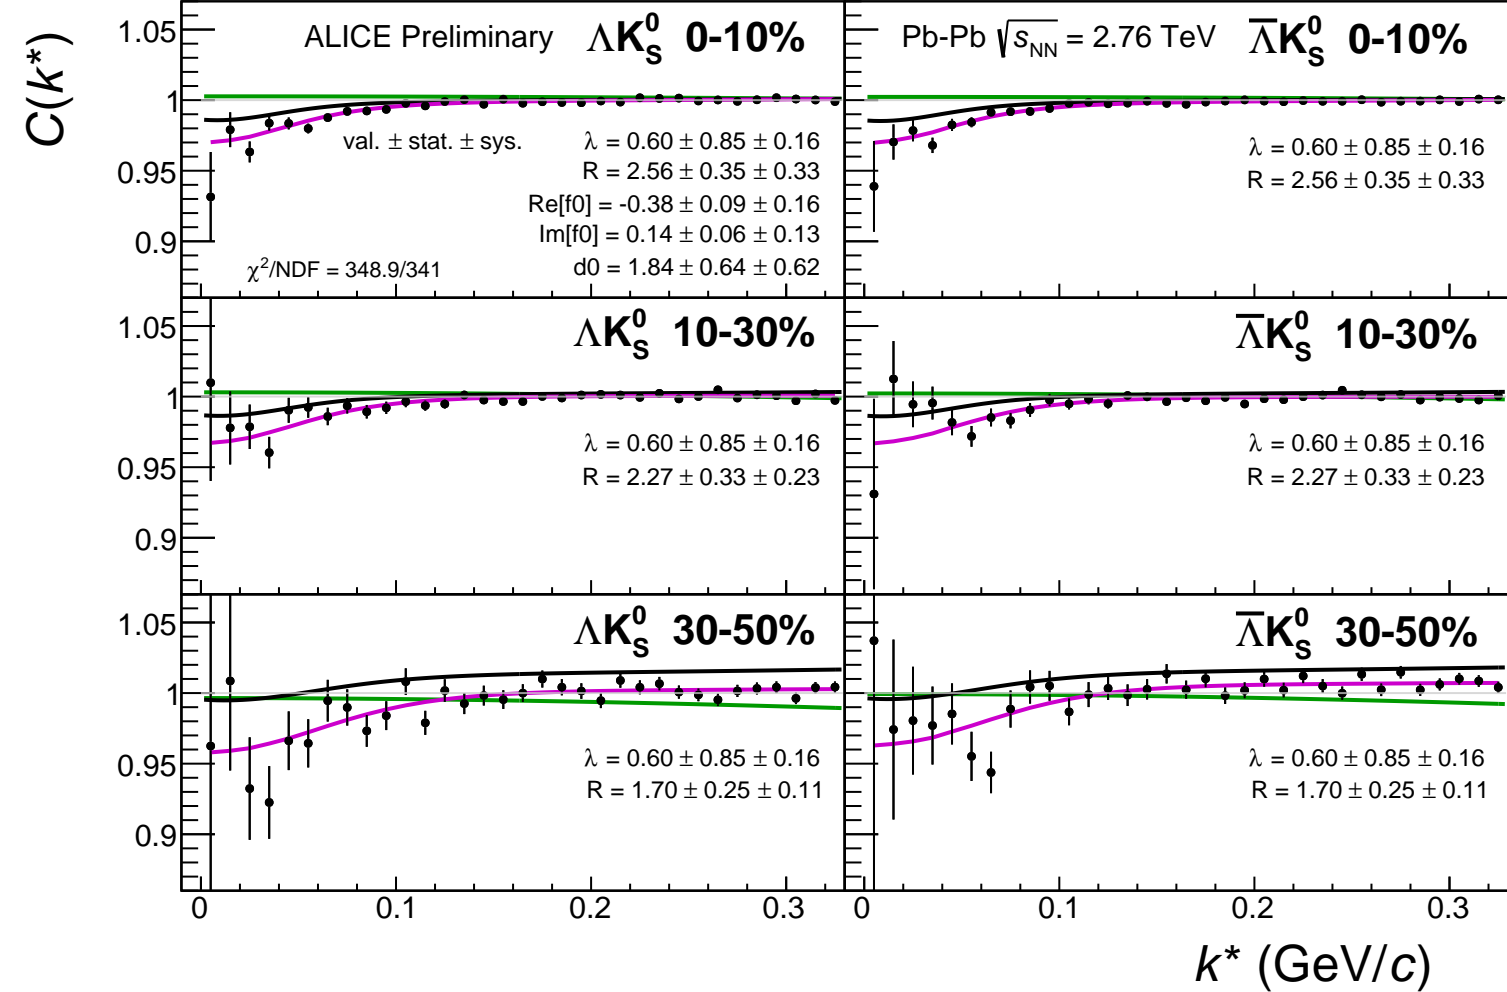 C(k*)
ALICE Preliminary ΛK⁰S 0-10%
val. ± stat. ± sys.
λ = 0.60 ± 0.85 ± 0.16
R = 2.56 ± 0.35 ± 0.33
Re[f0] = -0.38 ± 0.09 ± 0.16
Im[f0] = 0.14 ± 0.06 ± 0.13
d0 = 1.84 ± 0.64 ± 0.62
χ²/NDF = 348.9/341
1.05
1
0.95
0.9
Pb-Pb √sNN = 2.76 TeV Λ̅K⁰S 0-10%
λ = 0.60 ± 0.85 ± 0.16
R = 2.56 ± 0.35 ± 0.33
ΛK⁰S 10-30%
λ = 0.60 ± 0.85 ± 0.16
R = 2.27 ± 0.33 ± 0.23
1.05
1
0.95
0.9
Λ̅K⁰S 10-30%
λ = 0.60 ± 0.85 ± 0.16
R = 2.27 ± 0.33 ± 0.23
ΛK⁰S 30-50%
λ = 0.60 ± 0.85 ± 0.16
R = 1.70 ± 0.25 ± 0.11
1.05
1
0.95
0.9
Λ̅K⁰S 30-50%
λ = 0.60 ± 0.85 ± 0.16
R = 1.70 ± 0.25 ± 0.11
0 0.1 0.2 0.3
0 0.1 0.2 0.3
k* (GeV/c)